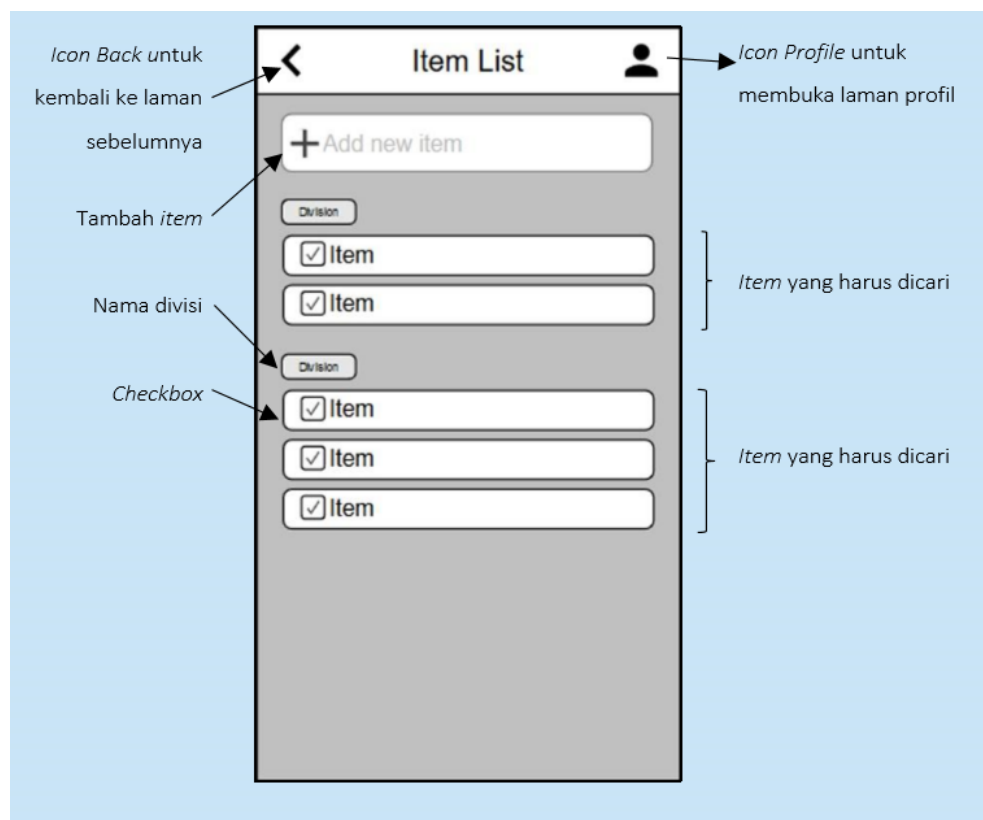 Icon Back untuk
kembali ke laman
sebelumnya
Item List
Icon Profile untuk
membuka laman profil
Add new item
Tambah item
Division
Item
Item
Item yang harus dicari
Nama divisi
Division
Checkbox
Item
Item
Item
Item yang harus dicari